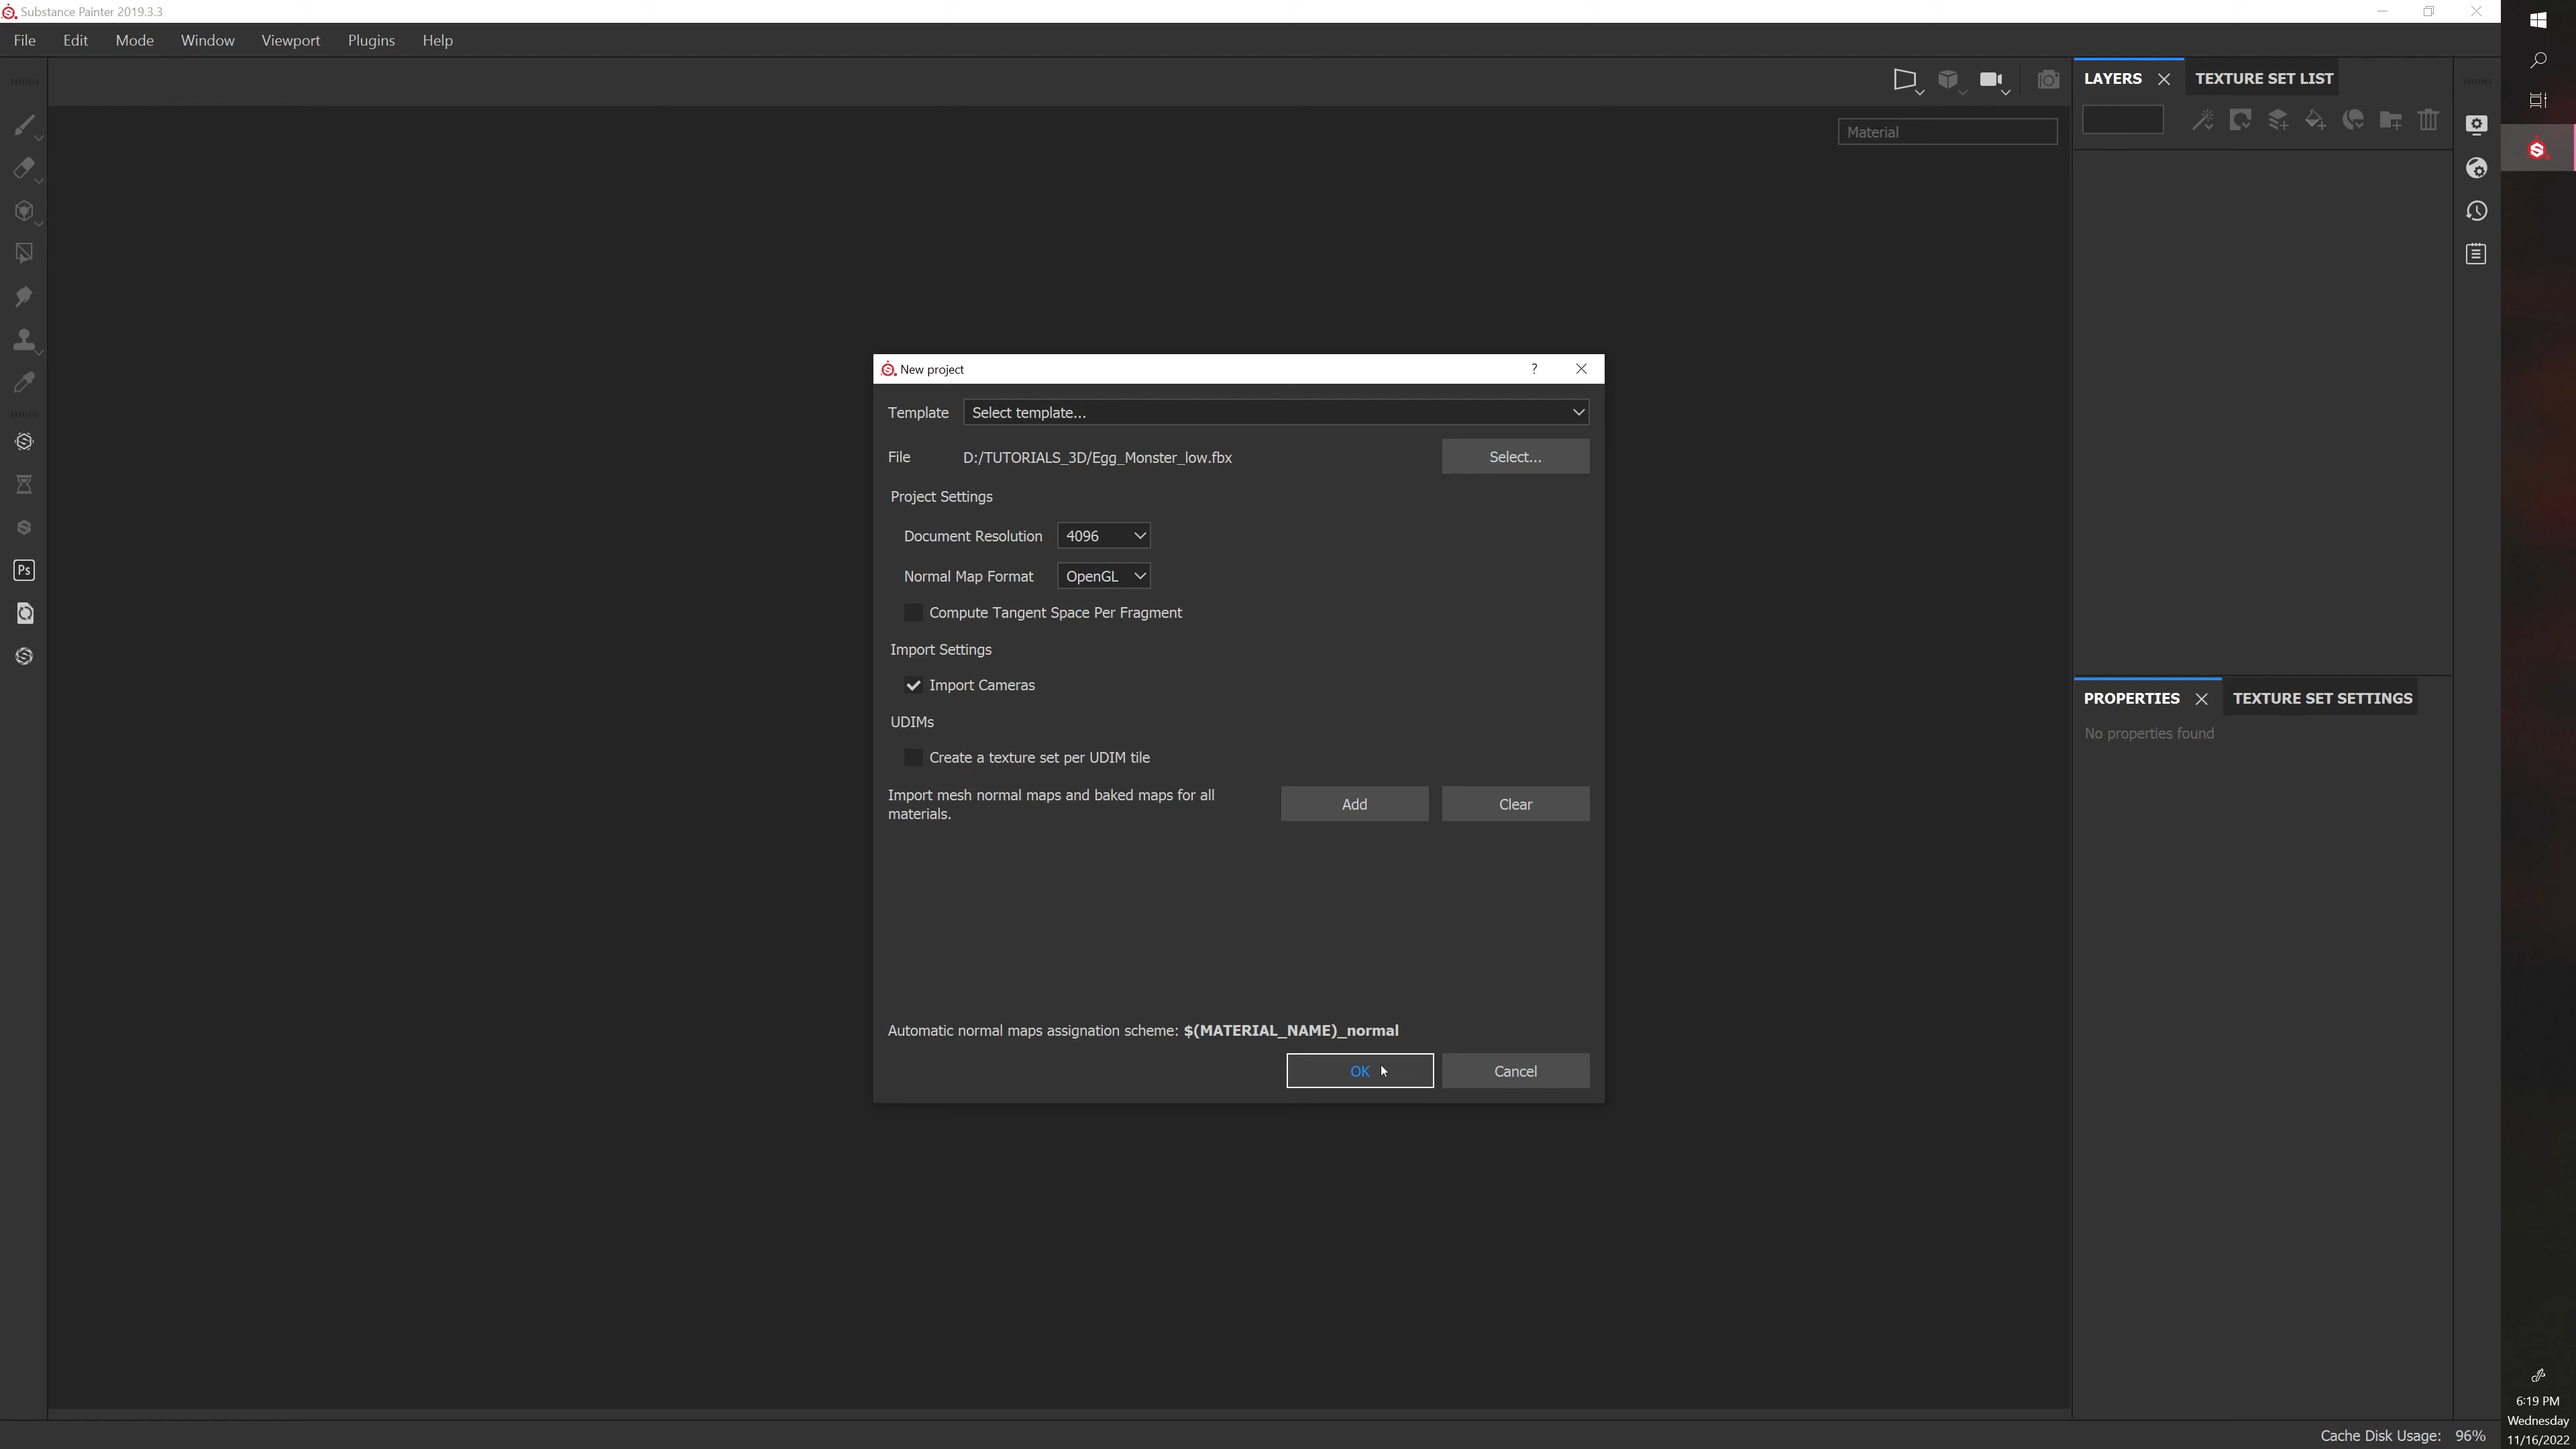 Substance Painter 2019.3.3
File Edit Mode Window Viewport Plugins Help
LAYERS TEXTURE SET LIST
Material
New project ?
Template Select template...
File D:/TUTORIALS_3D/Egg_Monster_low.fbx Select...
Project Settings
Document Resolution 4096
Normal Map Format OpenGL
Compute Tangent Space Per Fragment
Import Settings
Import Cameras
UDIMs
Create a texture set per UDIM tile
Import mesh normal maps and baked maps for all
materials.
Add Clear
Automatic normal maps assignation scheme: $(MATERIAL_NAME)_normal
OK Cancel
PROPERTIES TEXTURE SET SETTINGS
No properties found
Ps
Cache Disk Usage: 96%
6:19 PM
Wednesday
11/16/2022